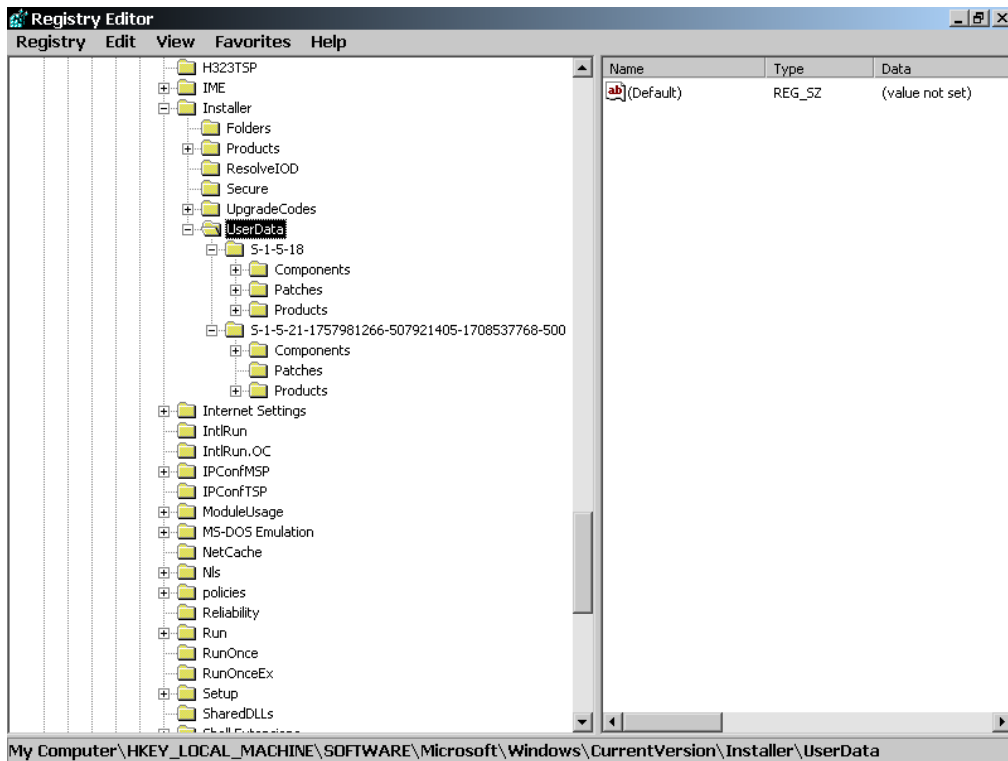 Registry Editor
Registry Edit View Favorites Help
H323TSP
IME
Installer
Folders
Products
ResolveIOD
Secure
UpgradeCodes
UserData
S-1-5-18
Components
Patches
Products
S-1-5-21-1757981266-507921405-1708537768-500
Components
Patches
Products
Internet Settings
IntlRun
IntlRun.OC
IPConfMSP
IPConfTSP
ModuleUsage
MS-DOS Emulation
NetCache
Nls
policies
Reliability
Run
RunOnce
RunOnceEx
Setup
SharedDLLs
Shell Extensions
Name Type Data
ab (Default) REG_SZ (value not set)
My Computer\HKEY_LOCAL_MACHINE\SOFTWARE\Microsoft\Windows\CurrentVersion\Installer\UserData